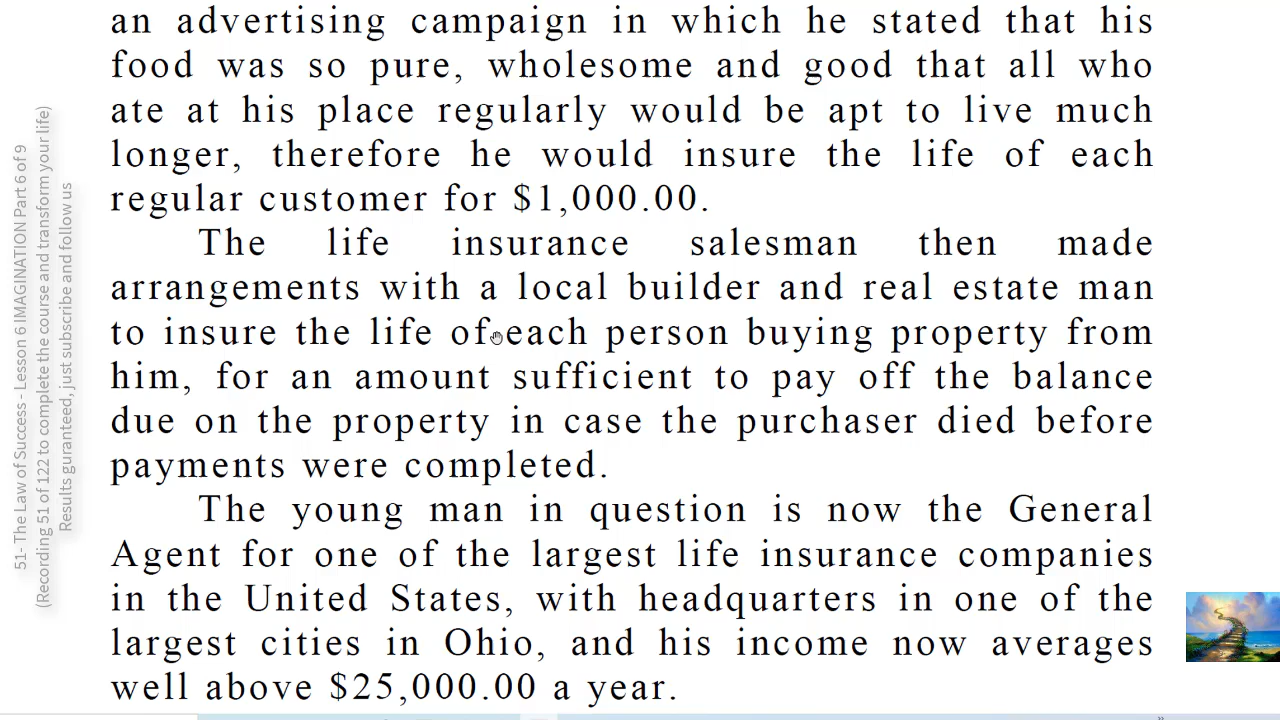 an advertising campaign in which he stated that his
food was so pure, wholesome and good that all who
ate at his place regularly would be apt to live much
longer, therefore he would insure the life of each
regular customer for $1,000.00.
The life insurance salesman then made
arrangements with a local builder and real estate man
to insure the life of each person buying property from
him, for an amount sufficient to pay off the balance
due on the property in case the purchaser died before
payments were completed.
The young man in question is now the General
Agent for one of the largest life insurance companies
in the United States, with headquarters in one of the
largest cities in Ohio, and his income now averages
well above $25,000.00 a year.
51- The Law of Success - Lesson 6 IMAGINATION Part 6 of 9
(Recording 51 of 122 to complete the course and transform your life)
Results guranteed, just subscribe and follow us